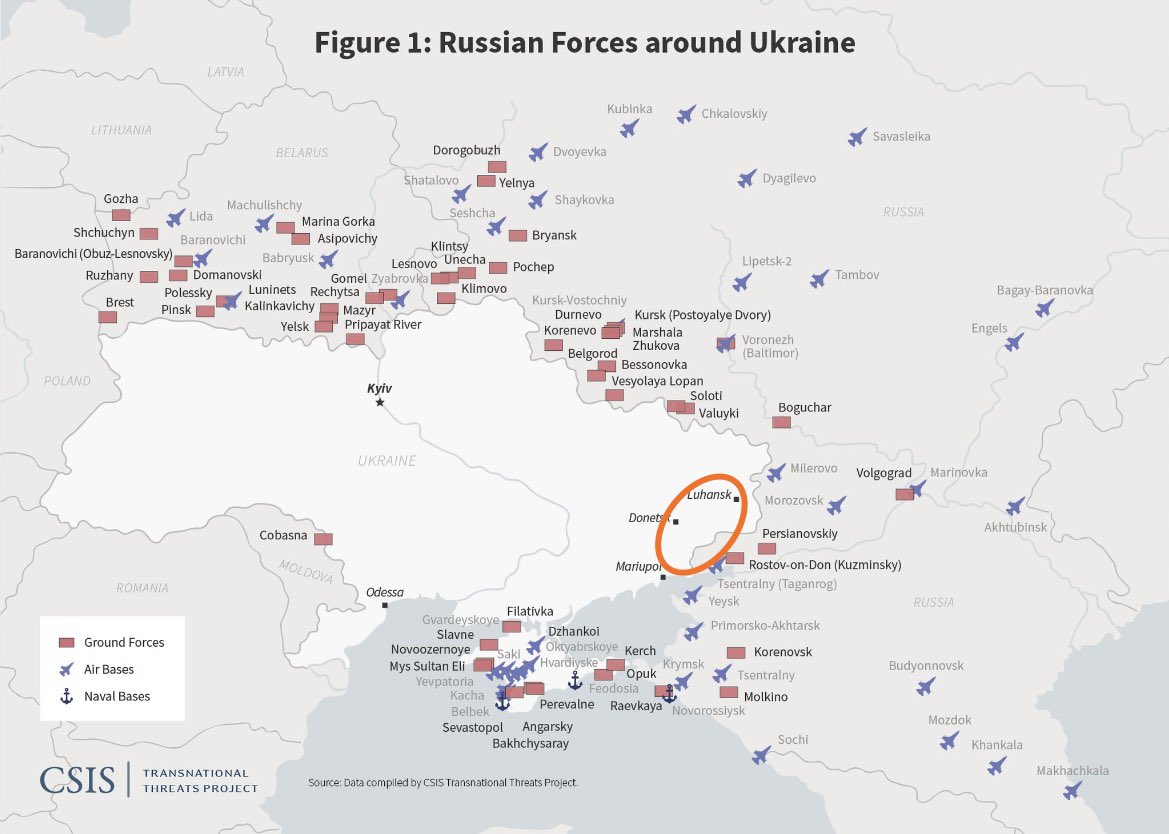 Figure 1: Russian Forces around Ukraine
LATVIA
LITHUANIA
BELARUS
RUSSIA
Kubinka
Chkalovskiy
Savasleika
Dorogobuzh
Dvoyevka
Shatalovo
Yelnya
Dyagilevo
Seshcha
Shaykovka
Gozha
Lida
Machulishchy
Marina Gorka
Shchuchyn
Asipovichy
Baranovichi
Bryansk
Baranovichi (Obuz-Lesnovsky)
Babryusk
Klintsy
Lesnovo
Unecha
Pochep
Lipetsk-2
Tambov
Ruzhany
Domanovski
Gomel
Zyabrovka
Klimovo
Bagay-Baranovka
Polessky
Luninets
Rechytsa
Brest
Pinsk
Kalinkavichy
Mazyr
Kursk-Vostochniy
Durnevo
Kursk (Postoyalye Dvory)
Yelsk
Pripayat River
Korenevo
Marshala
Zhukova
Voronezh
(Baltimor)
Engels
Belgorod
Bessonovka
POLAND
Kyiv
Vesyolaya Lopan
Soloti
Valuyki
Boguchar
UKRAINE
Milerovo
Volgograd
Marinovka
Luhansk
Morozovsk
Donetsk
Akhtubinsk
Cobasna
Persianovskiy
Mariupol
Rostov-on-Don (Kuzminsky)
MOLDOVA
Tsentralny (Taganrog)
ROMANIA
Odessa
Yeysk
RUSSIA
Filativka
Gvardeyskoye
Primorsko-Akhtarsk
Slavne
Dzhankoi
Novoozernoye
Oktyabrskoye
Saki
Kerch
Korenovsk
Mys Sultan Eli
Hvardiyske
Krymsk
Yevpatoria
Opuk
Tsentralny
Budyonnovsk
Kacha
Feodosia
Molkino
Belbek
Perevalne
Raevkaya
Novorossiysk
Sevastopol
Angarsky
Bakhchysaray
Sochi
Mozdok
Khankala
Makhachkala
Ground Forces
Air Bases
Naval Bases
CSIS
TRANSNATIONAL
THREATS PROJECT
Source: Data compiled by CSIS Transnational Threats Project.